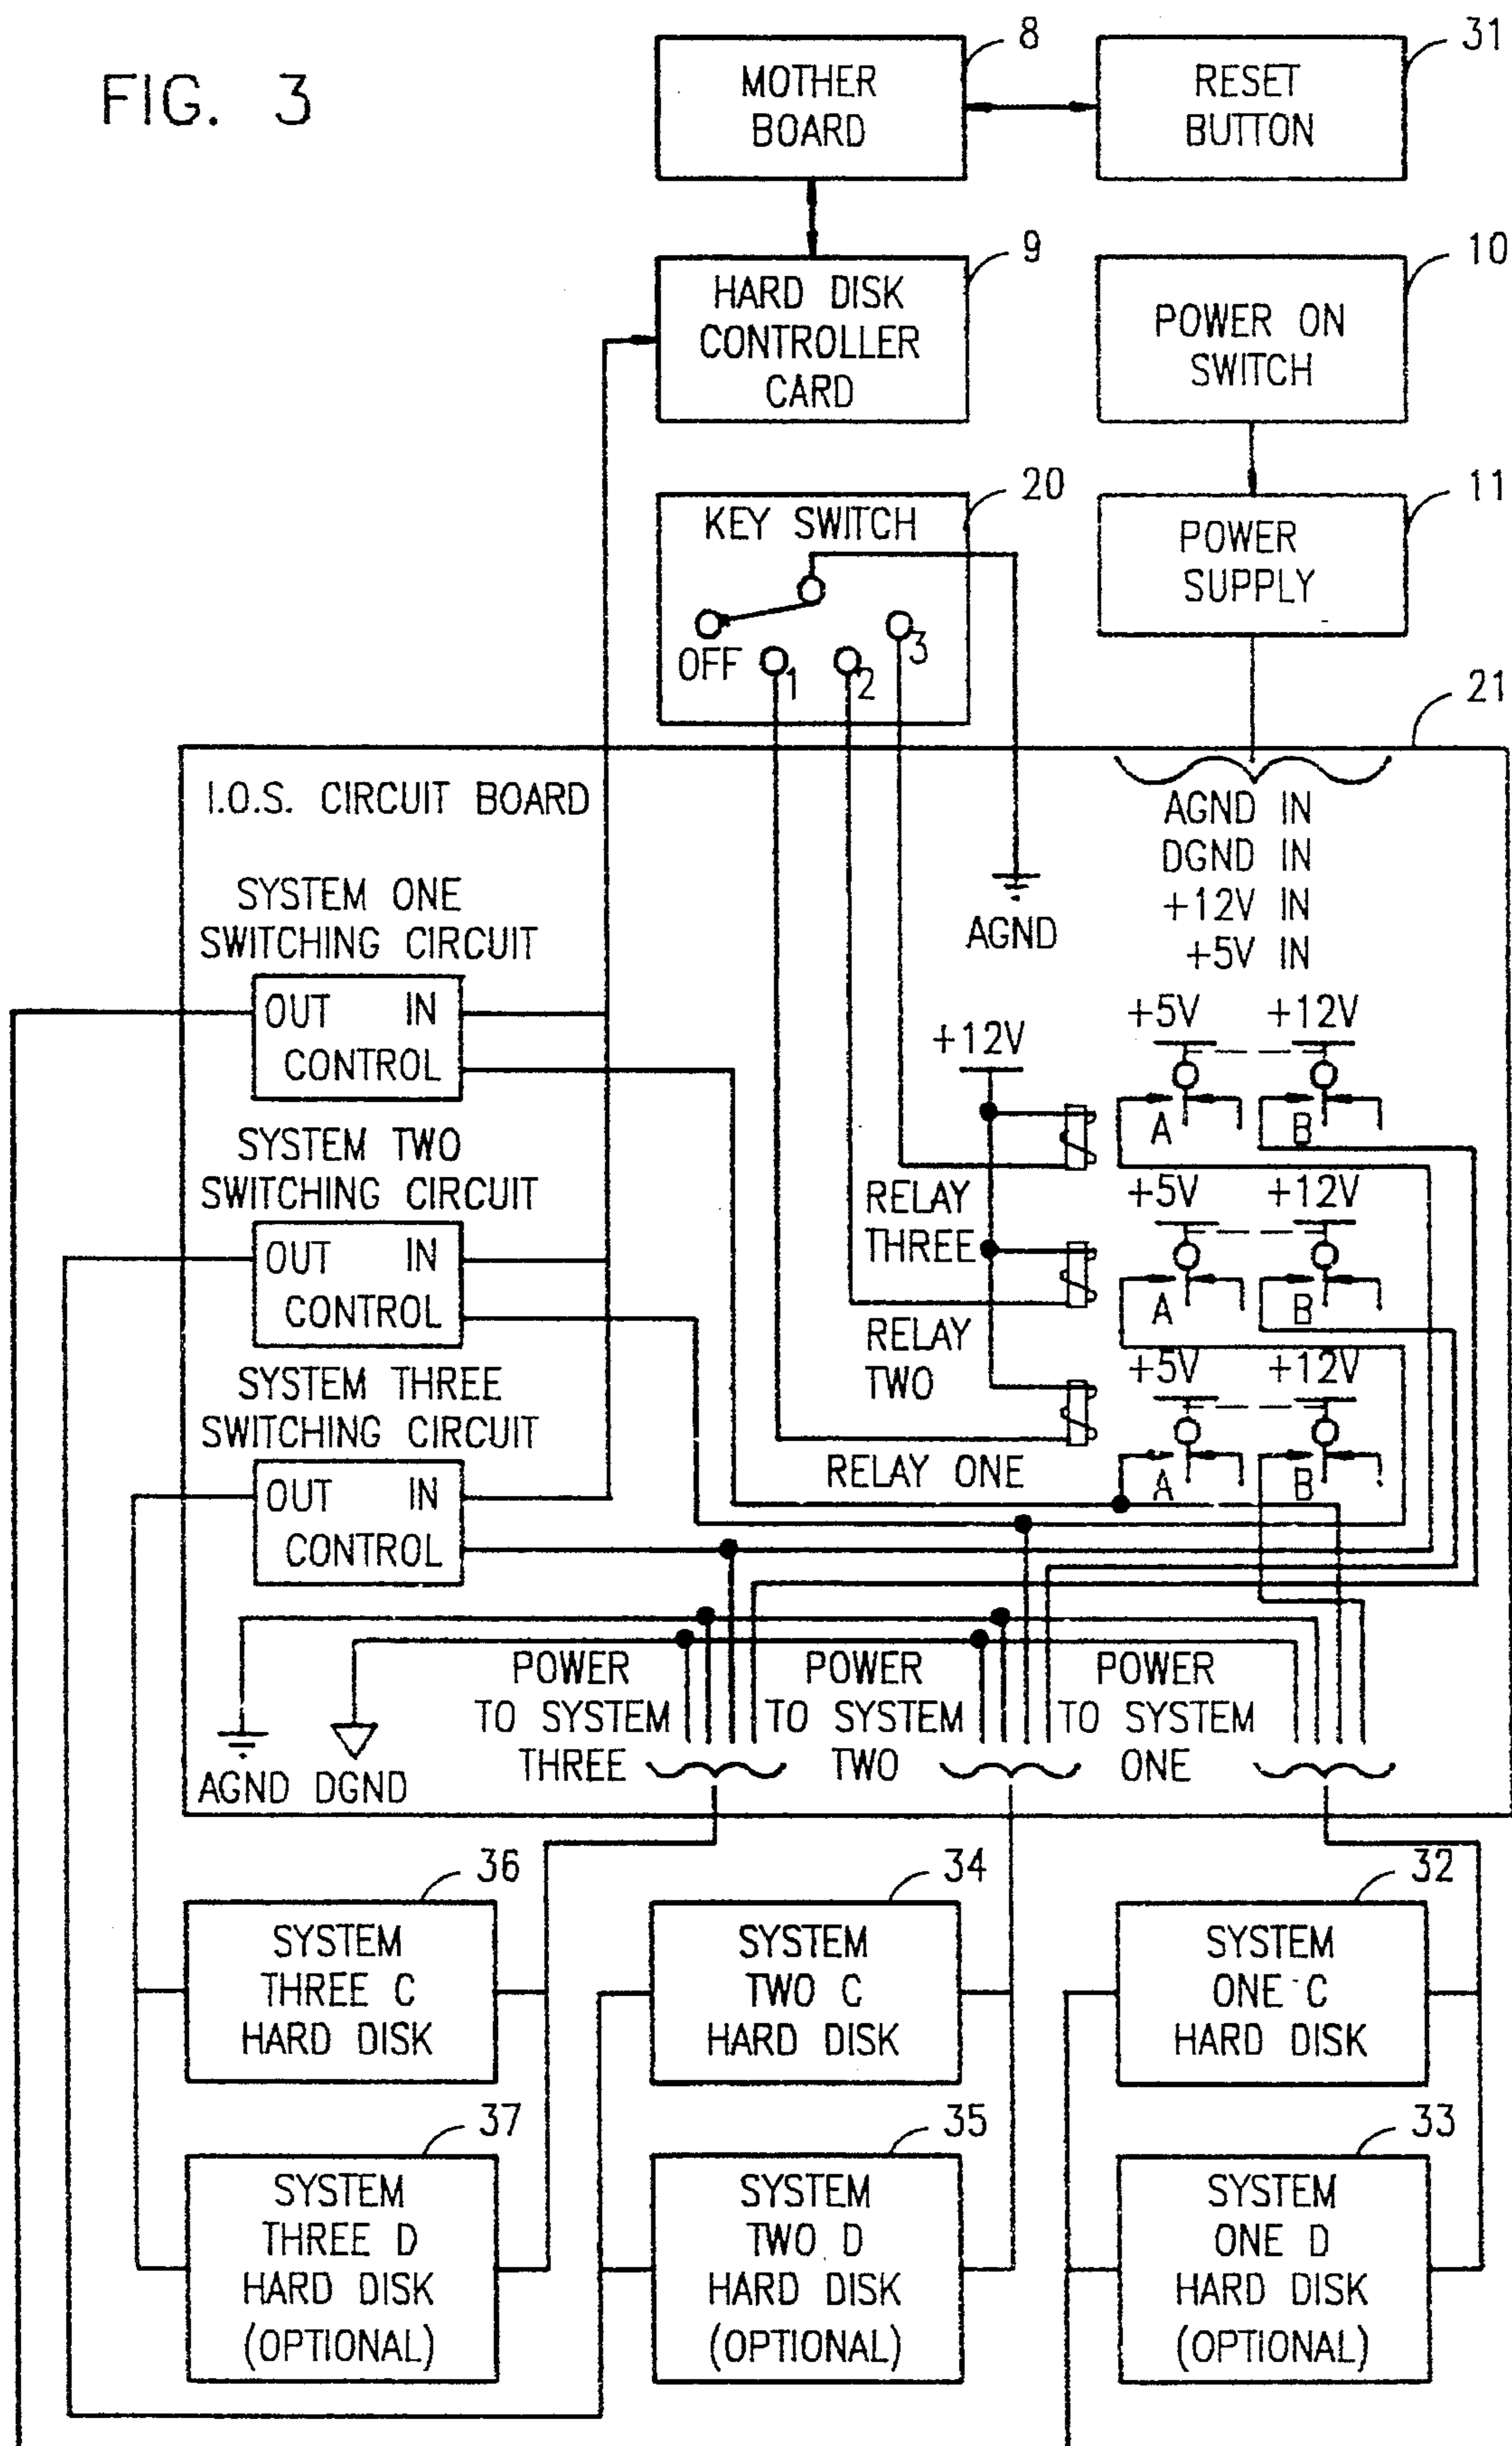 FIG. 3
8
MOTHER
BOARD
31
RESET
BUTTON
9
HARD DISK
CONTROLLER
CARD
10
POWER ON
SWITCH
20
KEY SWITCH
OFF
1
2
3
11
POWER
SUPPLY
21
I.O.S. CIRCUIT BOARD
AGND IN
DGND IN
+12V IN
+5V IN
AGND
SYSTEM ONE
SWITCHING CIRCUIT
OUT IN
CONTROL
SYSTEM TWO
SWITCHING CIRCUIT
OUT IN
CONTROL
SYSTEM THREE
SWITCHING CIRCUIT
OUT IN
CONTROL
+12V
+5V +12V
A B
RELAY
THREE
+5V +12V
A B
RELAY
TWO
+5V +12V
A B
RELAY ONE
AGND DGND
POWER
TO SYSTEM
THREE
POWER
TO SYSTEM
TWO
POWER
TO SYSTEM
ONE
36
SYSTEM
THREE C
HARD DISK
34
SYSTEM
TWO C
HARD DISK
32
SYSTEM
ONE C
HARD DISK
37
SYSTEM
THREE D
HARD DISK
(OPTIONAL)
35
SYSTEM
TWO D
HARD DISK
(OPTIONAL)
33
SYSTEM
ONE D
HARD DISK
(OPTIONAL)